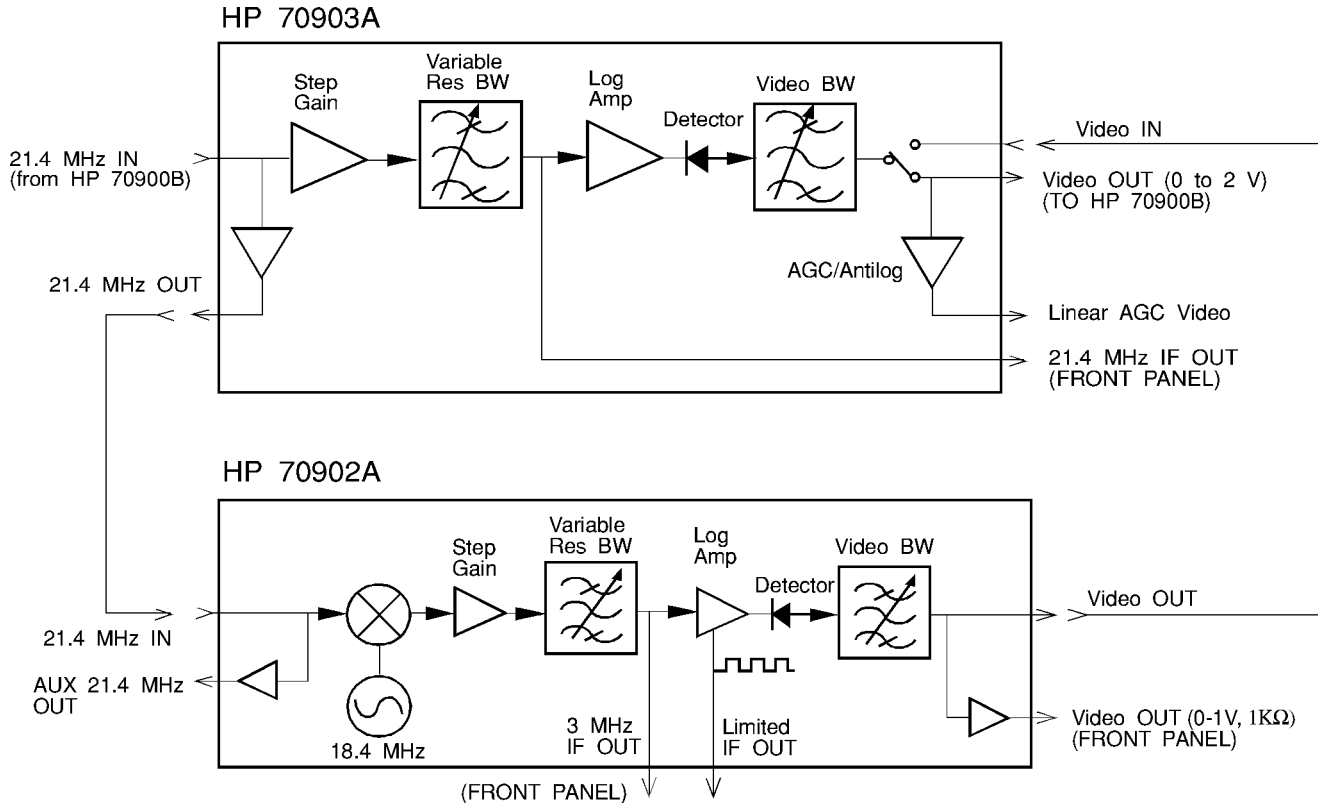 HP 70903A
Step
Gain
Variable
Res BW
Log
Amp
Detector
Video BW
Video IN
21.4 MHz IN
(from HP 70900B)
Video OUT (0 to 2 V)
(TO HP 70900B)
AGC/Antilog
21.4 MHz OUT
Linear AGC Video
21.4 MHz IF OUT
(FRONT PANEL)
HP 70902A
Step
Gain
Variable
Res BW
Log
Amp
Detector
Video BW
Video OUT
21.4 MHz IN
AUX 21.4 MHz
OUT
18.4 MHz
3 MHz
IF OUT
Limited
IF OUT
Video OUT (0-1V, 1KΩ)
(FRONT PANEL)
(FRONT PANEL)